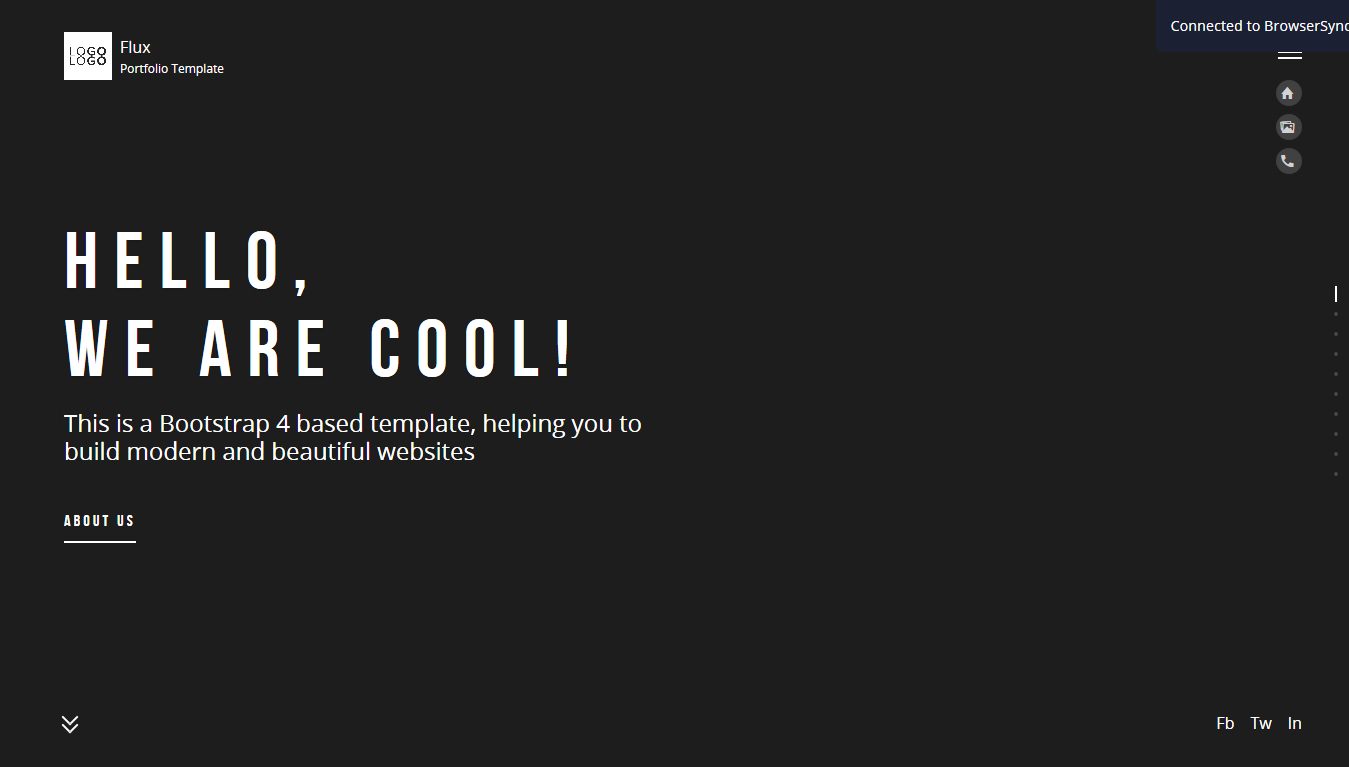 Connected to BrowserSync
LOGO
LOGO
Flux
Portfolio Template
HELLO,
WE ARE COOL!
This is a Bootstrap 4 based template, helping you to
build modern and beautiful websites
ABOUT US
Fb Tw In